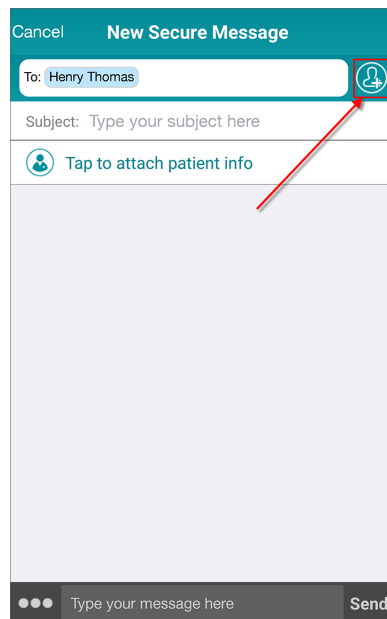 Cancel New Secure Message
To: Henry Thomas
Subject: Type your subject here
Tap to attach patient info
Type your message here Send